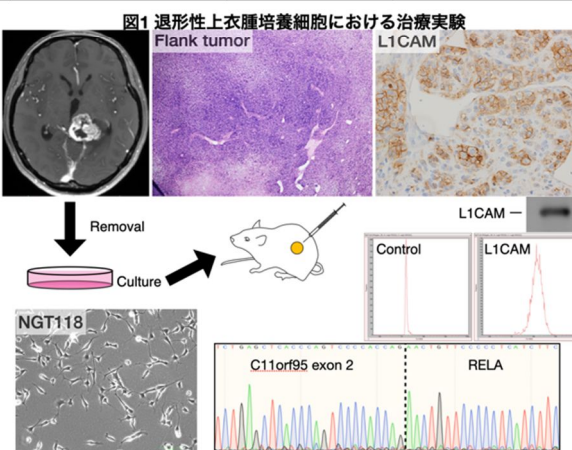 図1 退形性上衣腫培養細胞における治療実験
Flank tumor
L1CAM
Removal
Culture
L1CAM
Control
L1CAM
NGT118
C11orf95 exon 2
RELA